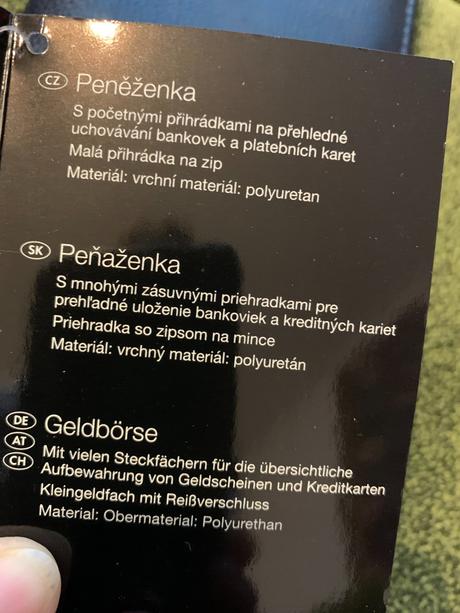 CZ Peněženka
S početnými přihrádkami na přehledné
uchovávání bankovek a platebních karet
Malá přihrádka na zip
Materiál: vrchní materiál: polyuretan
SK Peňaženka
S mnohými zásuvnými priehradkami pre
prehľadné uloženie bankoviek a kreditných kariet
Priehradka so zipsom na mince
Materiál: vrchný materiál: polyuretán
DE AT CH Geldbörse
Mit vielen Steckfächern für die übersichtliche
Aufbewahrung von Geldscheinen und Kreditkarten
Kleingeldfach mit Reißverschluss
Material: Obermaterial: Polyurethan